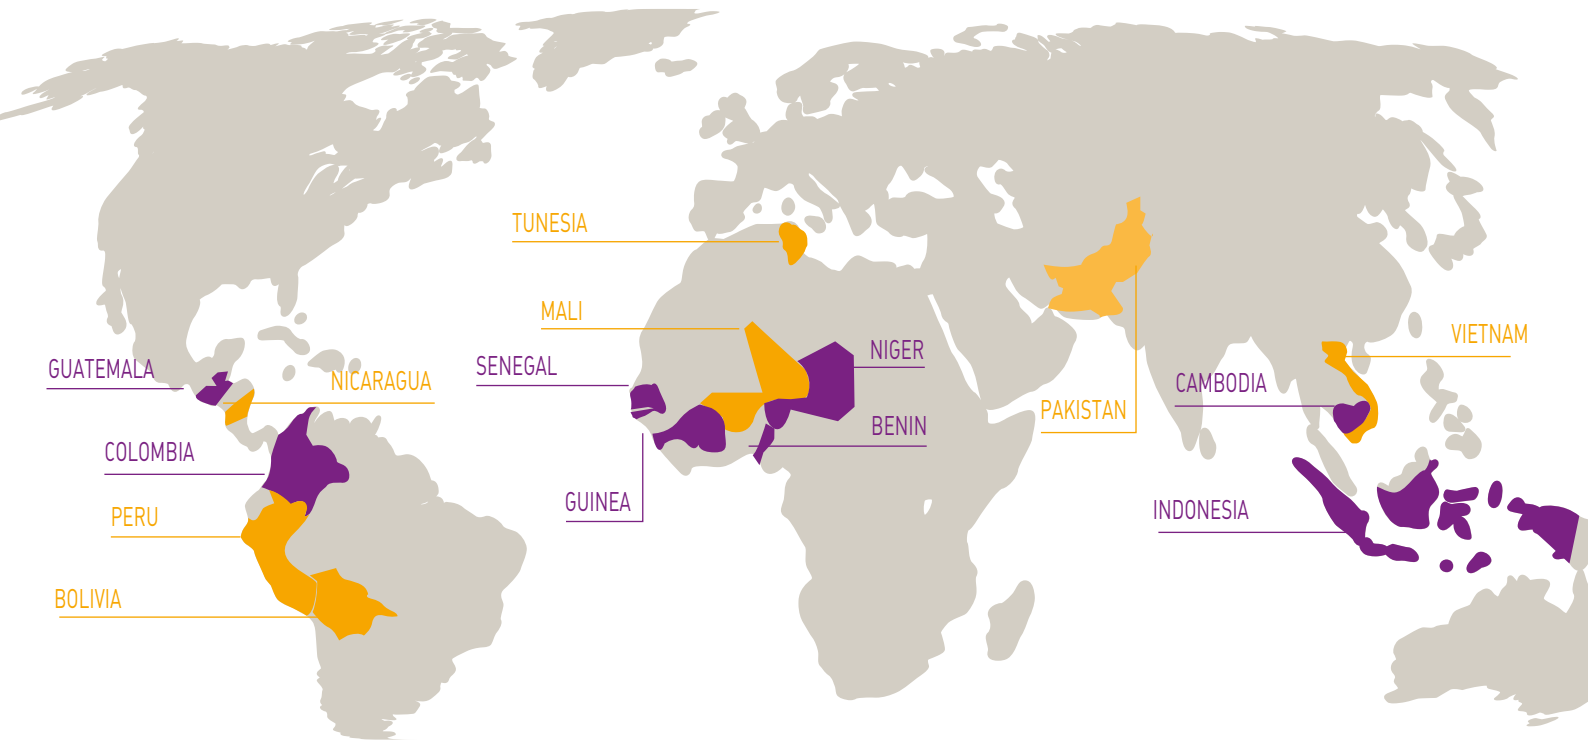 TUNESIA
MALI
VIETNAM
NIGER
SENEGAL
GUATEMALA
NICARAGUA
CAMBODIA
PAKISTAN
BENIN
COLOMBIA
GUINEA
INDONESIA
PERU
BOLIVIA